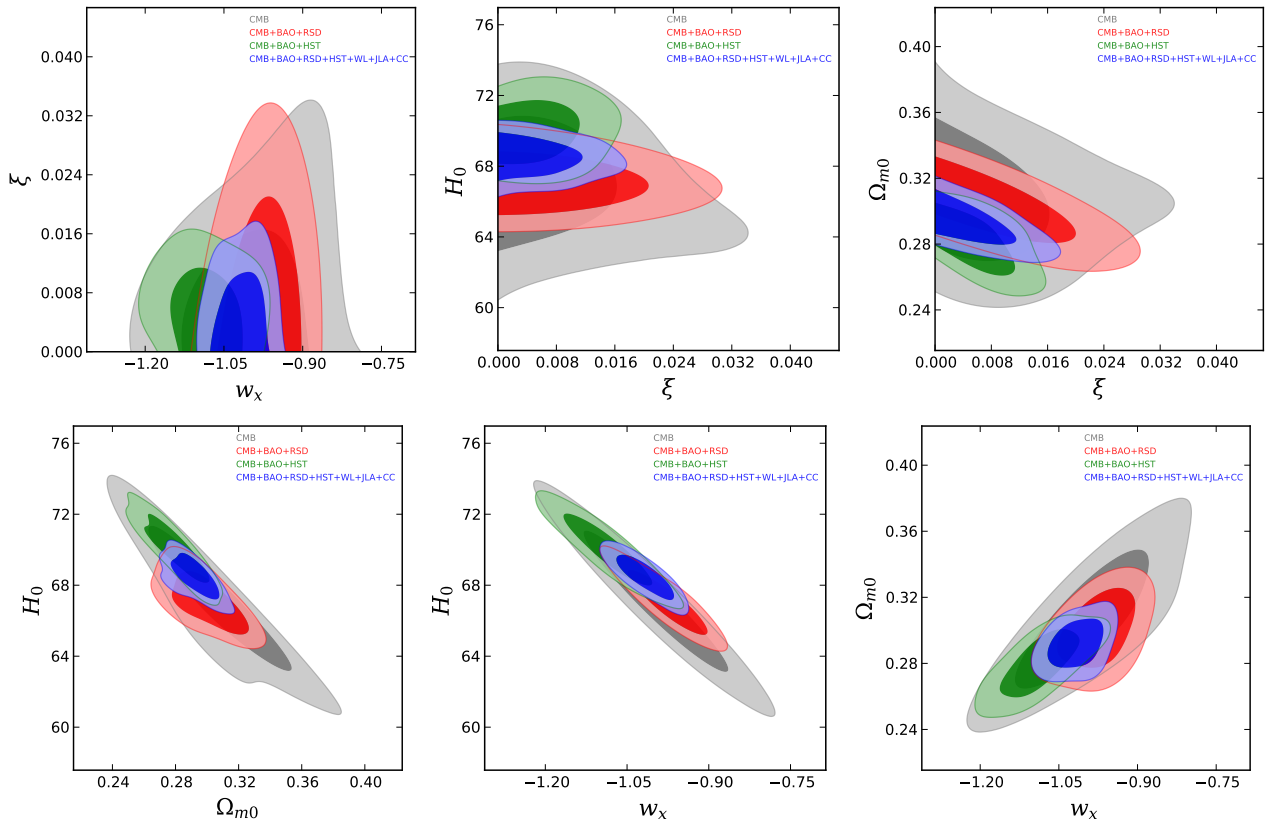 CMB
CMB+BAO+RSD
CMB+BAO+HST
CMB+BAO+RSD+HST+WL+JLA+CC
ξ
0.040
0.032
0.024
0.016
0.008
0.000
−1.20 −1.05 −0.90 −0.75
w_x
CMB
CMB+BAO+RSD
CMB+BAO+HST
CMB+BAO+RSD+HST+WL+JLA+CC
H_0
76
72
68
64
60
0.000 0.008 0.016 0.024 0.032 0.040
ξ
CMB
CMB+BAO+RSD
CMB+BAO+HST
CMB+BAO+RSD+HST+WL+JLA+CC
Ω_{m0}
0.40
0.36
0.32
0.28
0.24
0.000 0.008 0.016 0.024 0.032 0.040
ξ
CMB
CMB+BAO+RSD
CMB+BAO+HST
CMB+BAO+RSD+HST+WL+JLA+CC
H_0
76
72
68
64
60
0.24 0.28 0.32 0.36 0.40
Ω_{m0}
CMB
CMB+BAO+RSD
CMB+BAO+HST
CMB+BAO+RSD+HST+WL+JLA+CC
H_0
76
72
68
64
60
−1.20 −1.05 −0.90 −0.75
w_x
CMB
CMB+BAO+RSD
CMB+BAO+HST
CMB+BAO+RSD+HST+WL+JLA+CC
Ω_{m0}
0.40
0.36
0.32
0.28
0.24
−1.20 −1.05 −0.90 −0.75
w_x